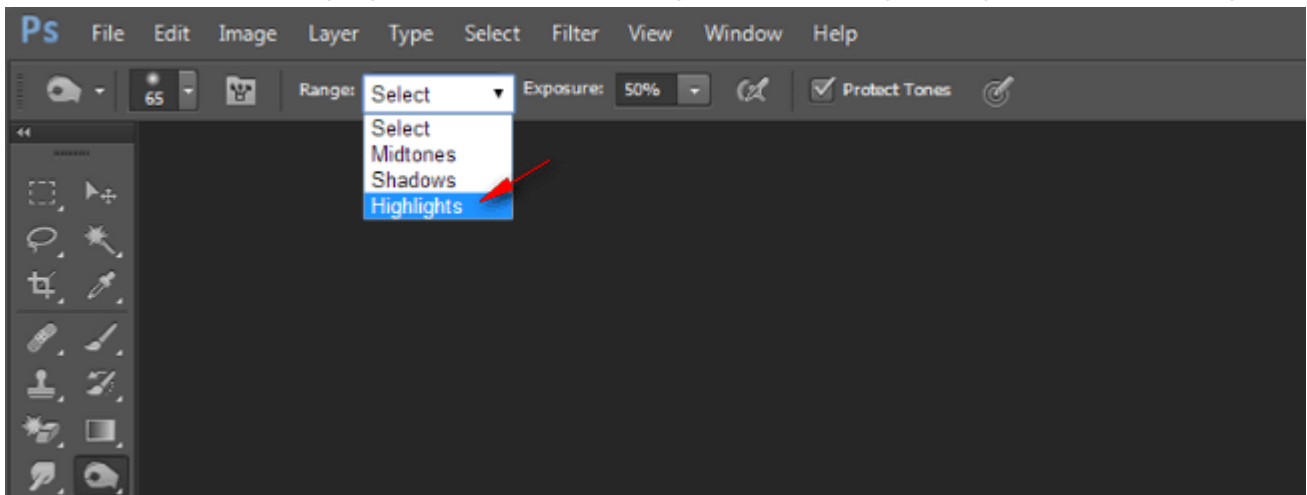 Ps File Edit Image Layer Type Select Filter View Window Help
65 Range: Select Exposure: 50% Protect Tones
Select
Midtones
Shadows
Highlights